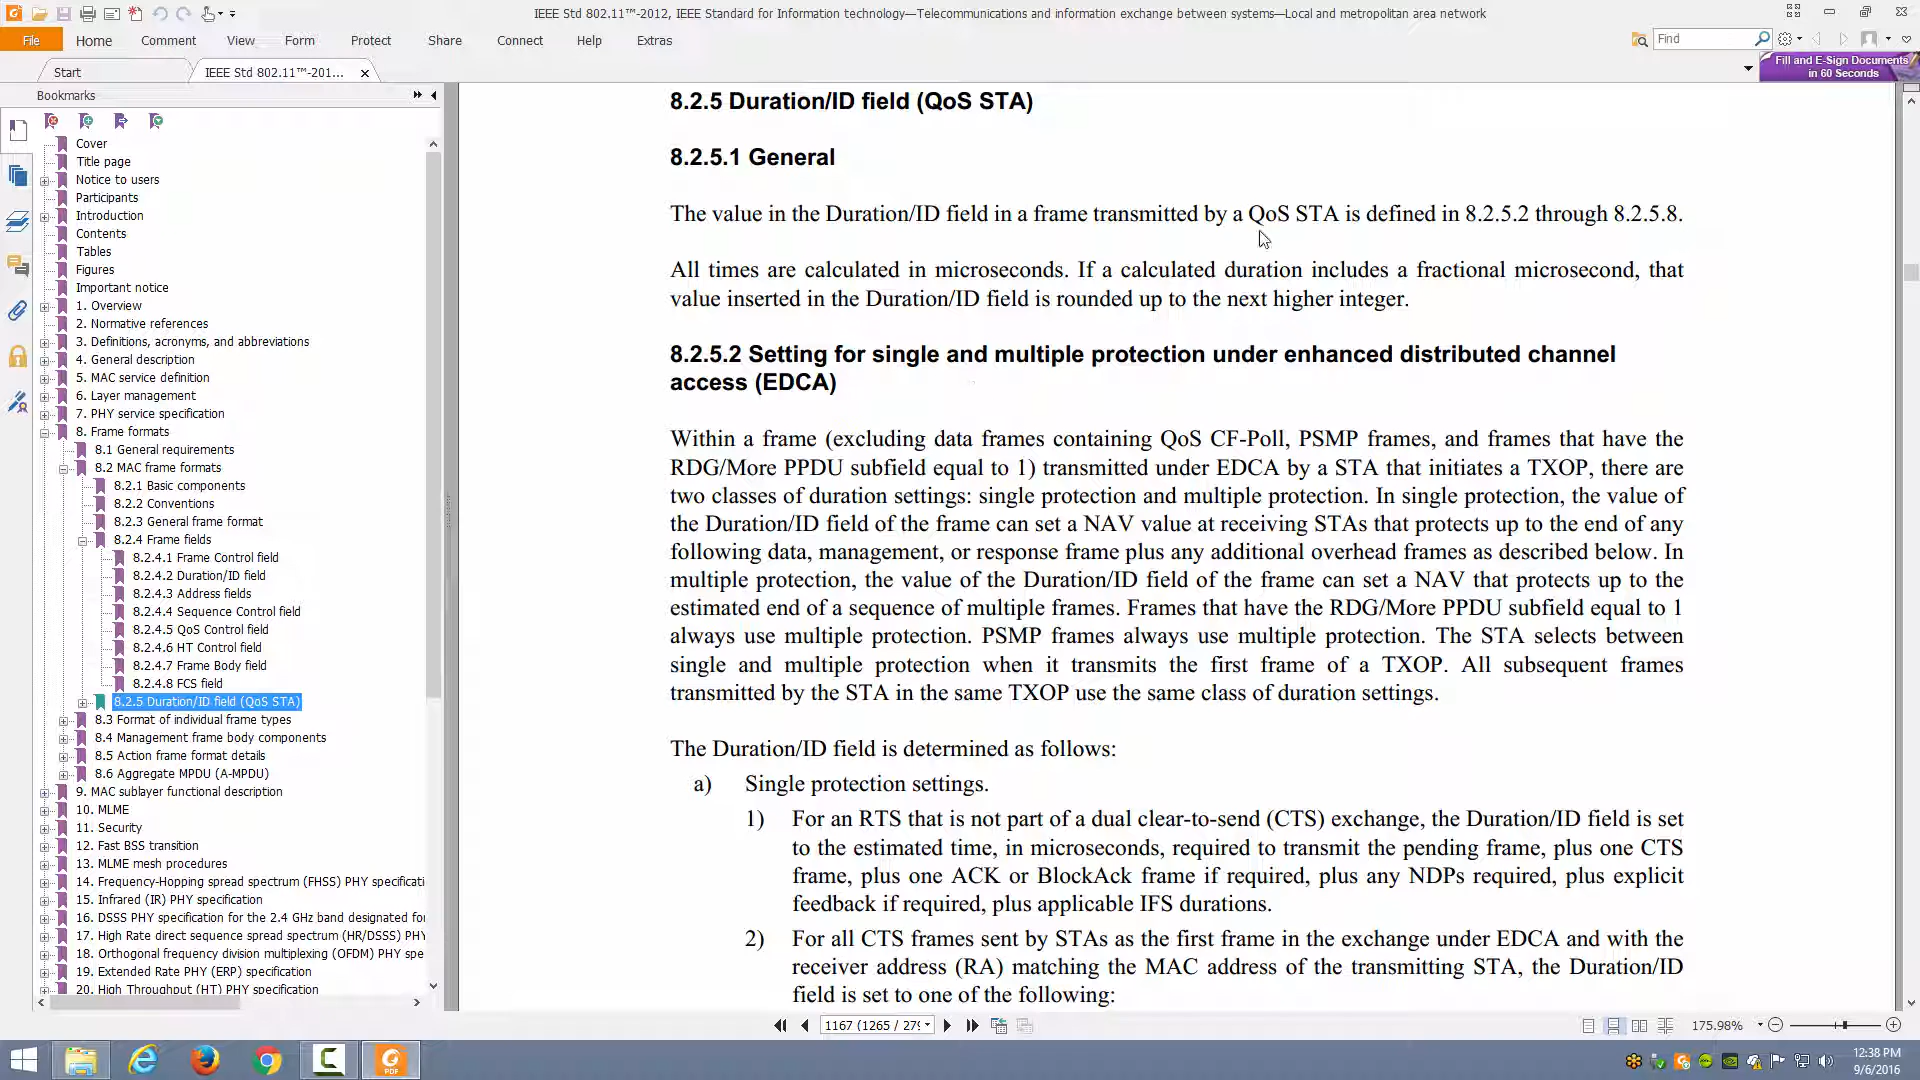 IEEE Std 802.11™-2012, IEEE Standard for Information technology—Telecommunications and information exchange between systems—Local and metropolitan area network
File Home Comment View Form Protect Share Connect Help Extras Find
Start IEEE Std 802.11™-201...
Fill and E-Sign Documents
in 60 Seconds
Bookmarks
Cover
Title page
Notice to users
Participants
Introduction
Contents
Tables
Figures
Important notice
1. Overview
2. Normative references
3. Definitions, acronyms, and abbreviations
4. General description
5. MAC service definition
6. Layer management
7. PHY service specification
8. Frame formats
8.1 General requirements
8.2 MAC frame formats
8.2.1 Basic components
8.2.2 Conventions
8.2.3 General frame format
8.2.4 Frame fields
8.2.4.1 Frame Control field
8.2.4.2 Duration/ID field
8.2.4.3 Address fields
8.2.4.4 Sequence Control field
8.2.4.5 QoS Control field
8.2.4.6 HT Control field
8.2.4.7 Frame Body field
8.2.4.8 FCS field
8.2.5 Duration/ID field (QoS STA)
8.3 Format of individual frame types
8.4 Management frame body components
8.5 Action frame format details
8.6 Aggregate MPDU (A-MPDU)
9. MAC sublayer functional description
10. MLME
11. Security
12. Fast BSS transition
13. MLME mesh procedures
14. Frequency-Hopping spread spectrum (FHSS) PHY specificati
15. Infrared (IR) PHY specification
16. DSSS PHY specification for the 2.4 GHz band designated for
17. High Rate direct sequence spread spectrum (HR/DSSS) PHY
18. Orthogonal frequency division multiplexing (OFDM) PHY spe
19. Extended Rate PHY (ERP) specification
20. High Throughput (HT) PHY specification
8.2.5 Duration/ID field (QoS STA)
8.2.5.1 General
The value in the Duration/ID field in a frame transmitted by a QoS STA is defined in 8.2.5.2 through 8.2.5.8.
All times are calculated in microseconds. If a calculated duration includes a fractional microsecond, that
value inserted in the Duration/ID field is rounded up to the next higher integer.
8.2.5.2 Setting for single and multiple protection under enhanced distributed channel
access (EDCA)
Within a frame (excluding data frames containing QoS CF-Poll, PSMP frames, and frames that have the
RDG/More PPDU subfield equal to 1) transmitted under EDCA by a STA that initiates a TXOP, there are
two classes of duration settings: single protection and multiple protection. In single protection, the value of
the Duration/ID field of the frame can set a NAV value at receiving STAs that protects up to the end of any
following data, management, or response frame plus any additional overhead frames as described below. In
multiple protection, the value of the Duration/ID field of the frame can set a NAV that protects up to the
estimated end of a sequence of multiple frames. Frames that have the RDG/More PPDU subfield equal to 1
always use multiple protection. PSMP frames always use multiple protection. The STA selects between
single and multiple protection when it transmits the first frame of a TXOP. All subsequent frames
transmitted by the STA in the same TXOP use the same class of duration settings.
The Duration/ID field is determined as follows:
a) Single protection settings.
1) For an RTS that is not part of a dual clear-to-send (CTS) exchange, the Duration/ID field is set
to the estimated time, in microseconds, required to transmit the pending frame, plus one CTS
frame, plus one ACK or BlockAck frame if required, plus any NDPs required, plus explicit
feedback if required, plus applicable IFS durations.
2) For all CTS frames sent by STAs as the first frame in the exchange under EDCA and with the
receiver address (RA) matching the MAC address of the transmitting STA, the Duration/ID
field is set to one of the following:
1167 (1265 / 279
175.98%
PDF
12:38 PM
9/6/2016